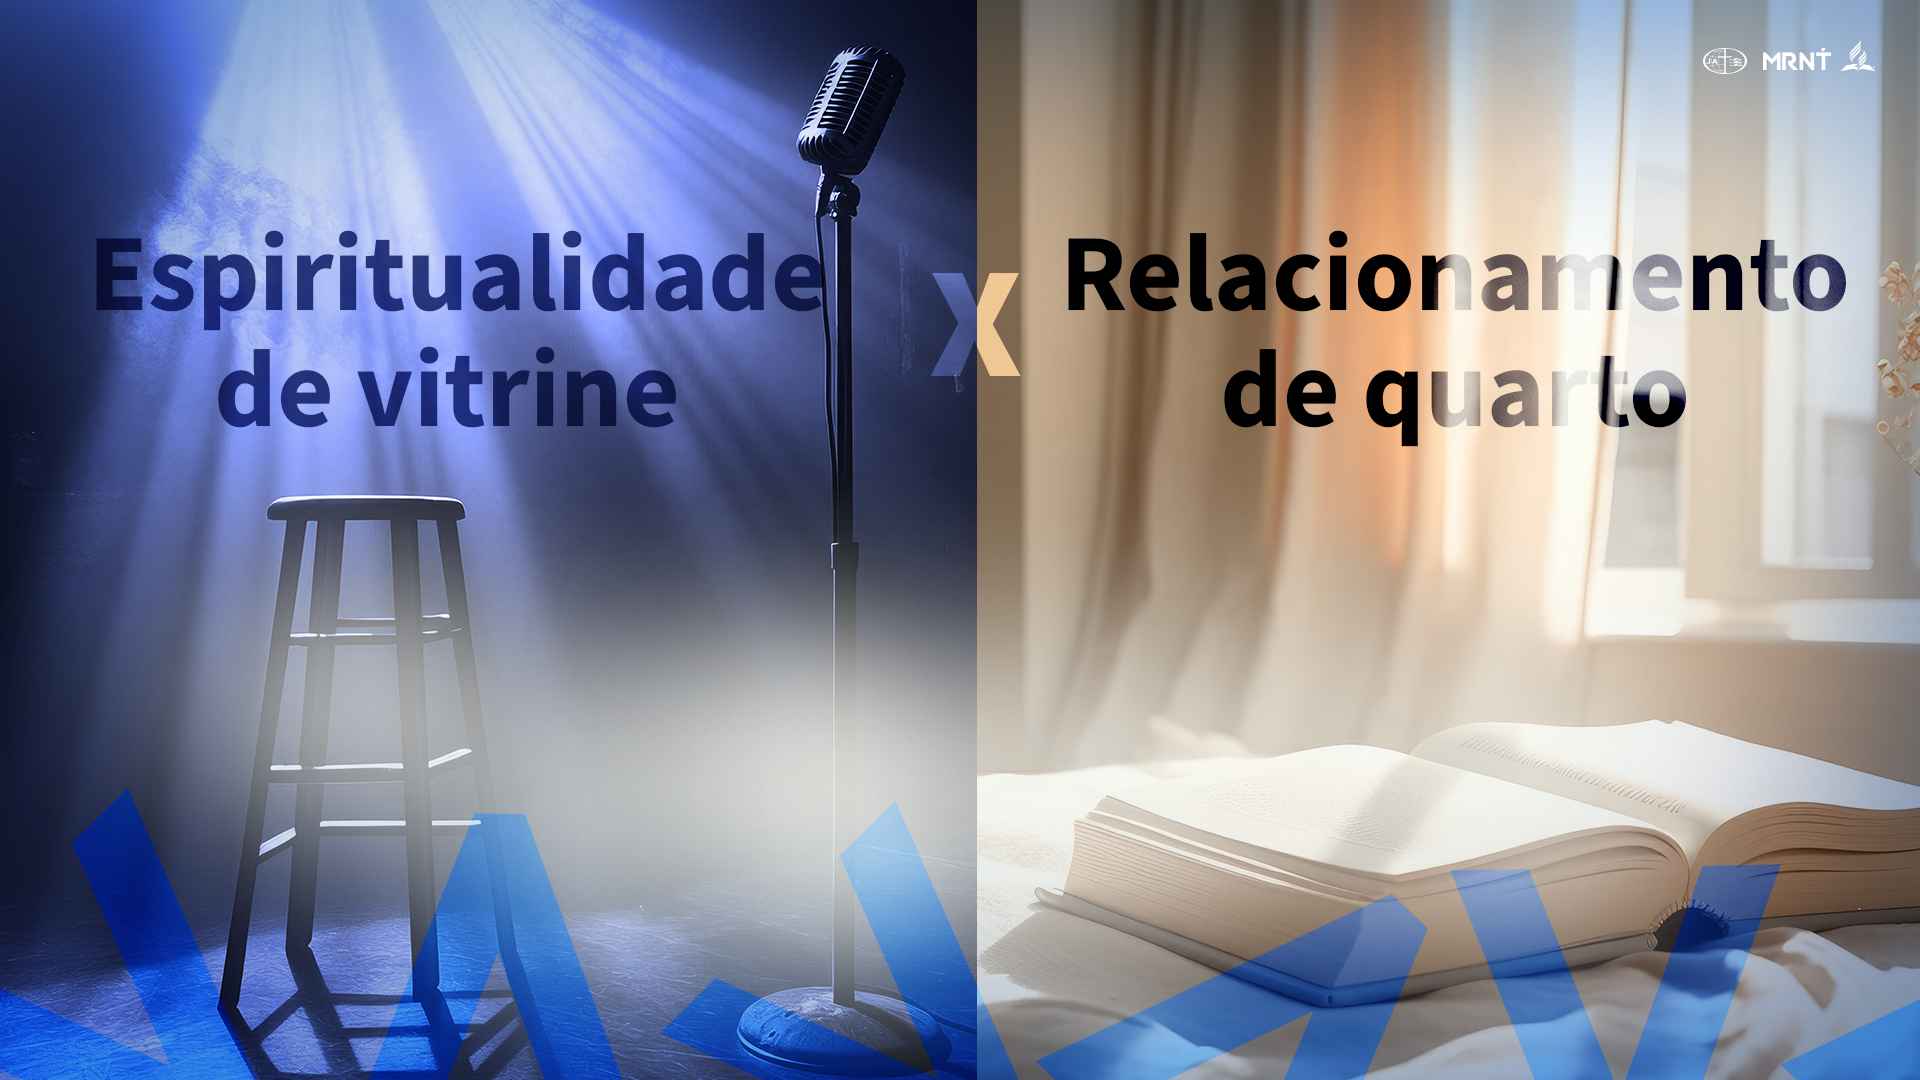 MRNT
Espiritualidade
de vitrine
X
Relacionamento
de quarto